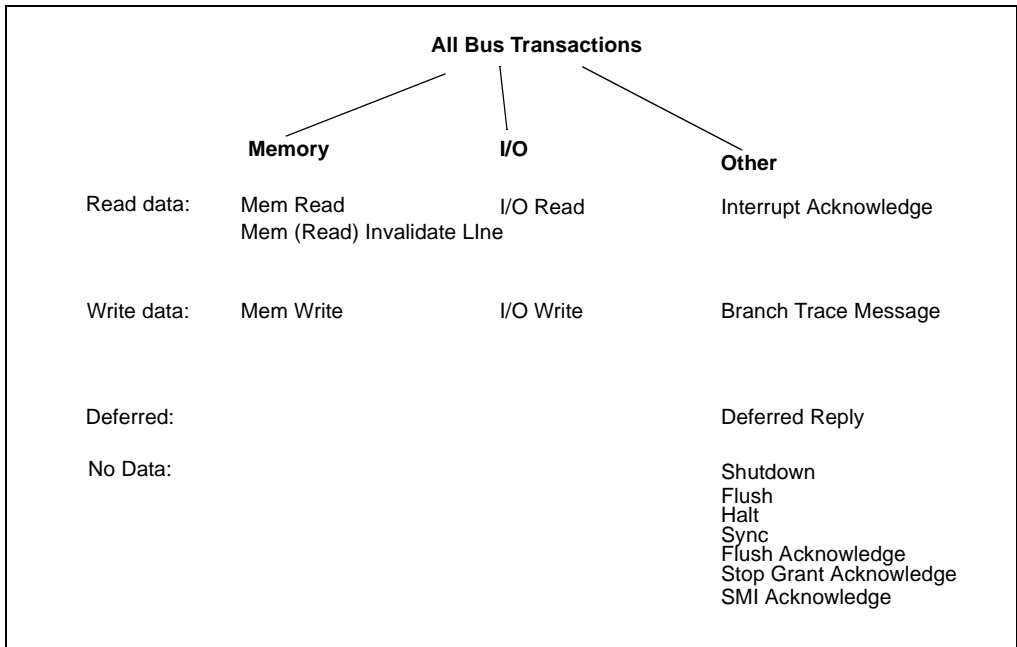 All Bus Transactions
Memory I/O Other
Read data: Mem Read I/O Read Interrupt Acknowledge
Mem (Read) Invalidate LIne
Write data: Mem Write I/O Write Branch Trace Message
Deferred: Deferred Reply
No Data: Shutdown
Flush
Halt
Sync
Flush Acknowledge
Stop Grant Acknowledge
SMI Acknowledge